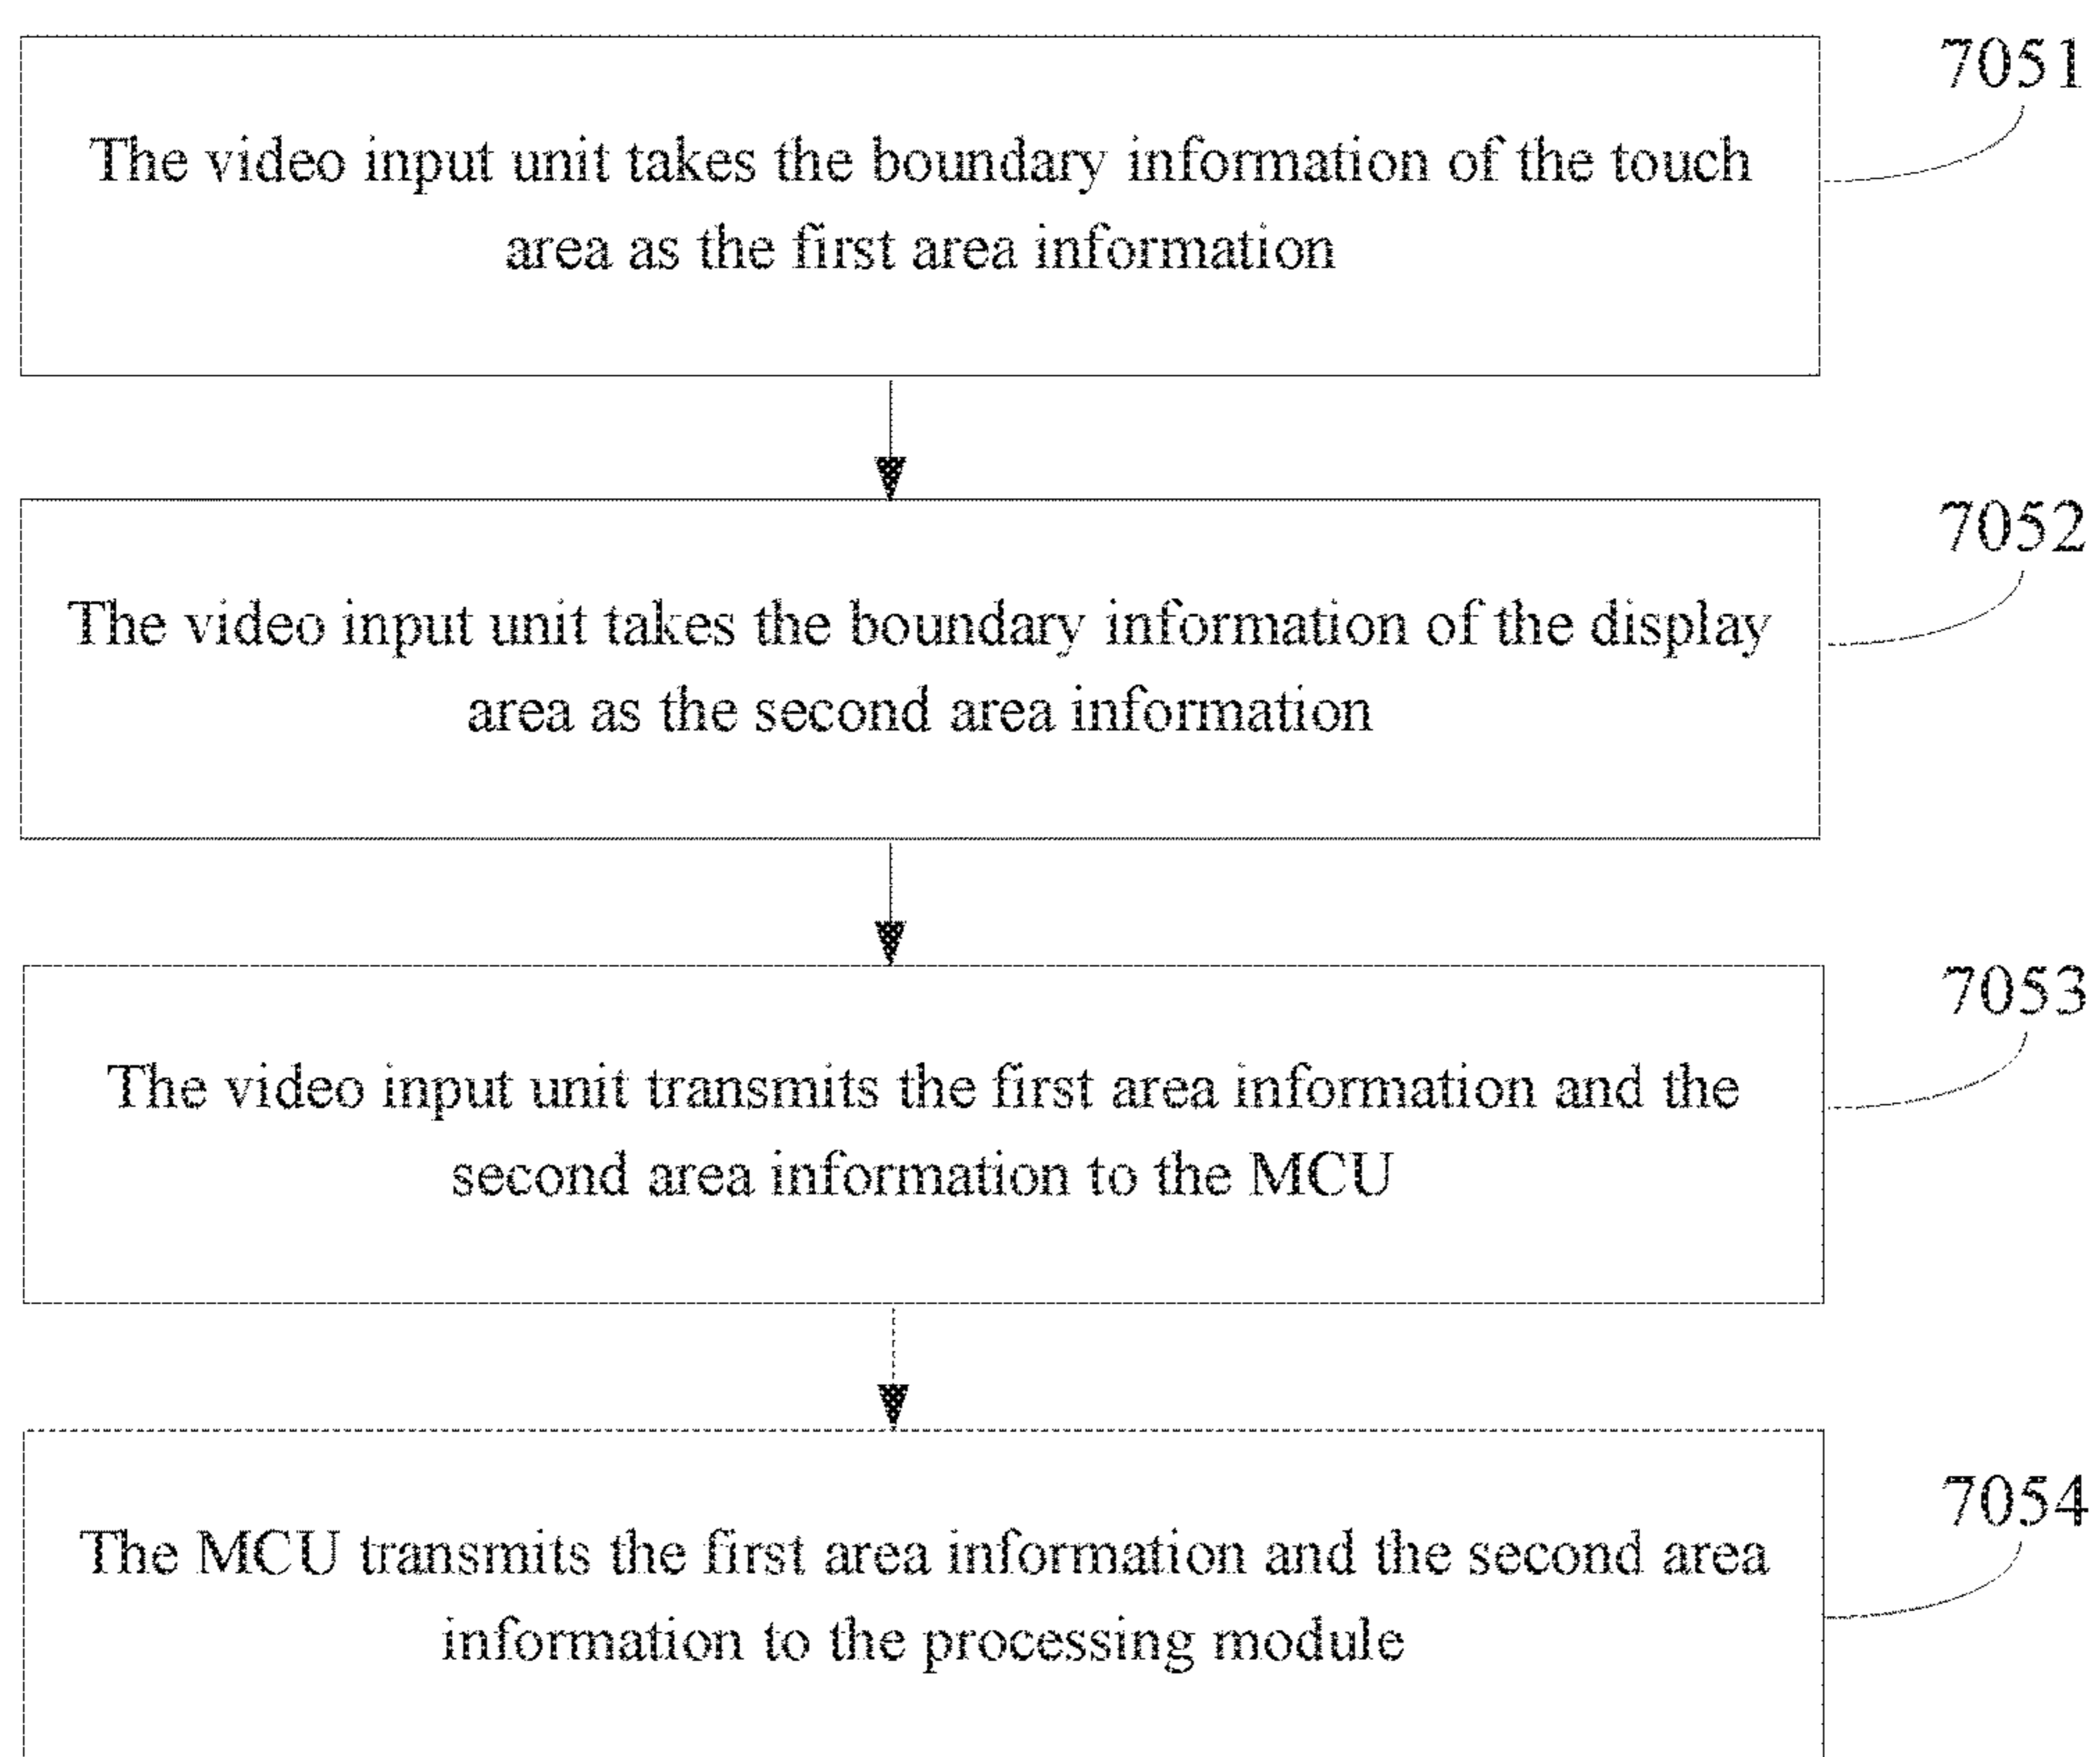 7051
The video input unit takes the boundary information of the touch
area as the first area information
7052
The video input unit takes the boundary information of the display
area as the second area information
7053
The video input unit transmits the first area information and the
second area information to the MCU
7054
The MCU transmits the first area information and the second area
information to the processing module